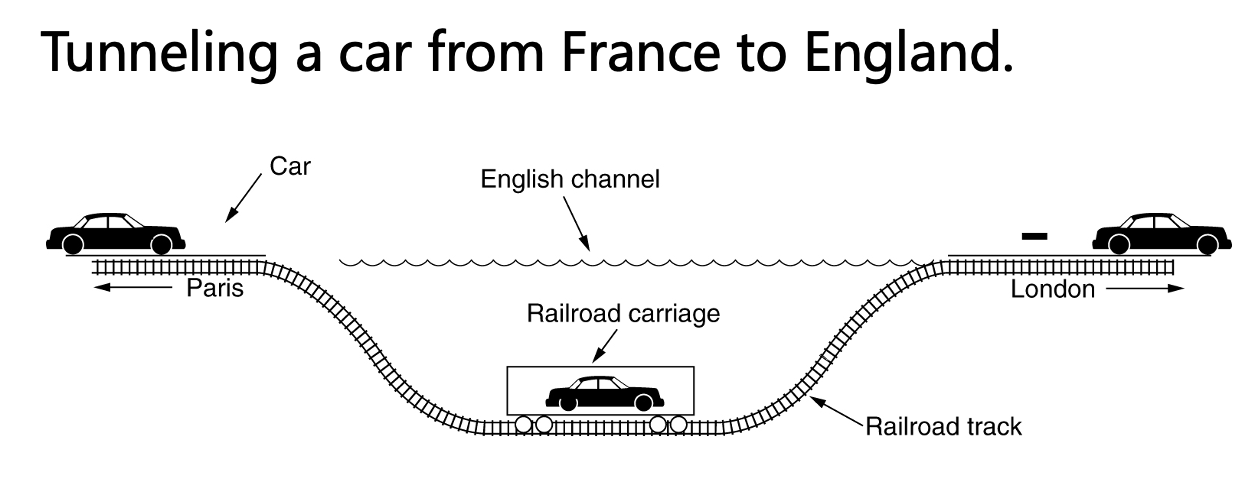 Tunneling a car from France to England.
Car
English channel
Paris
London
Railroad carriage
Railroad track